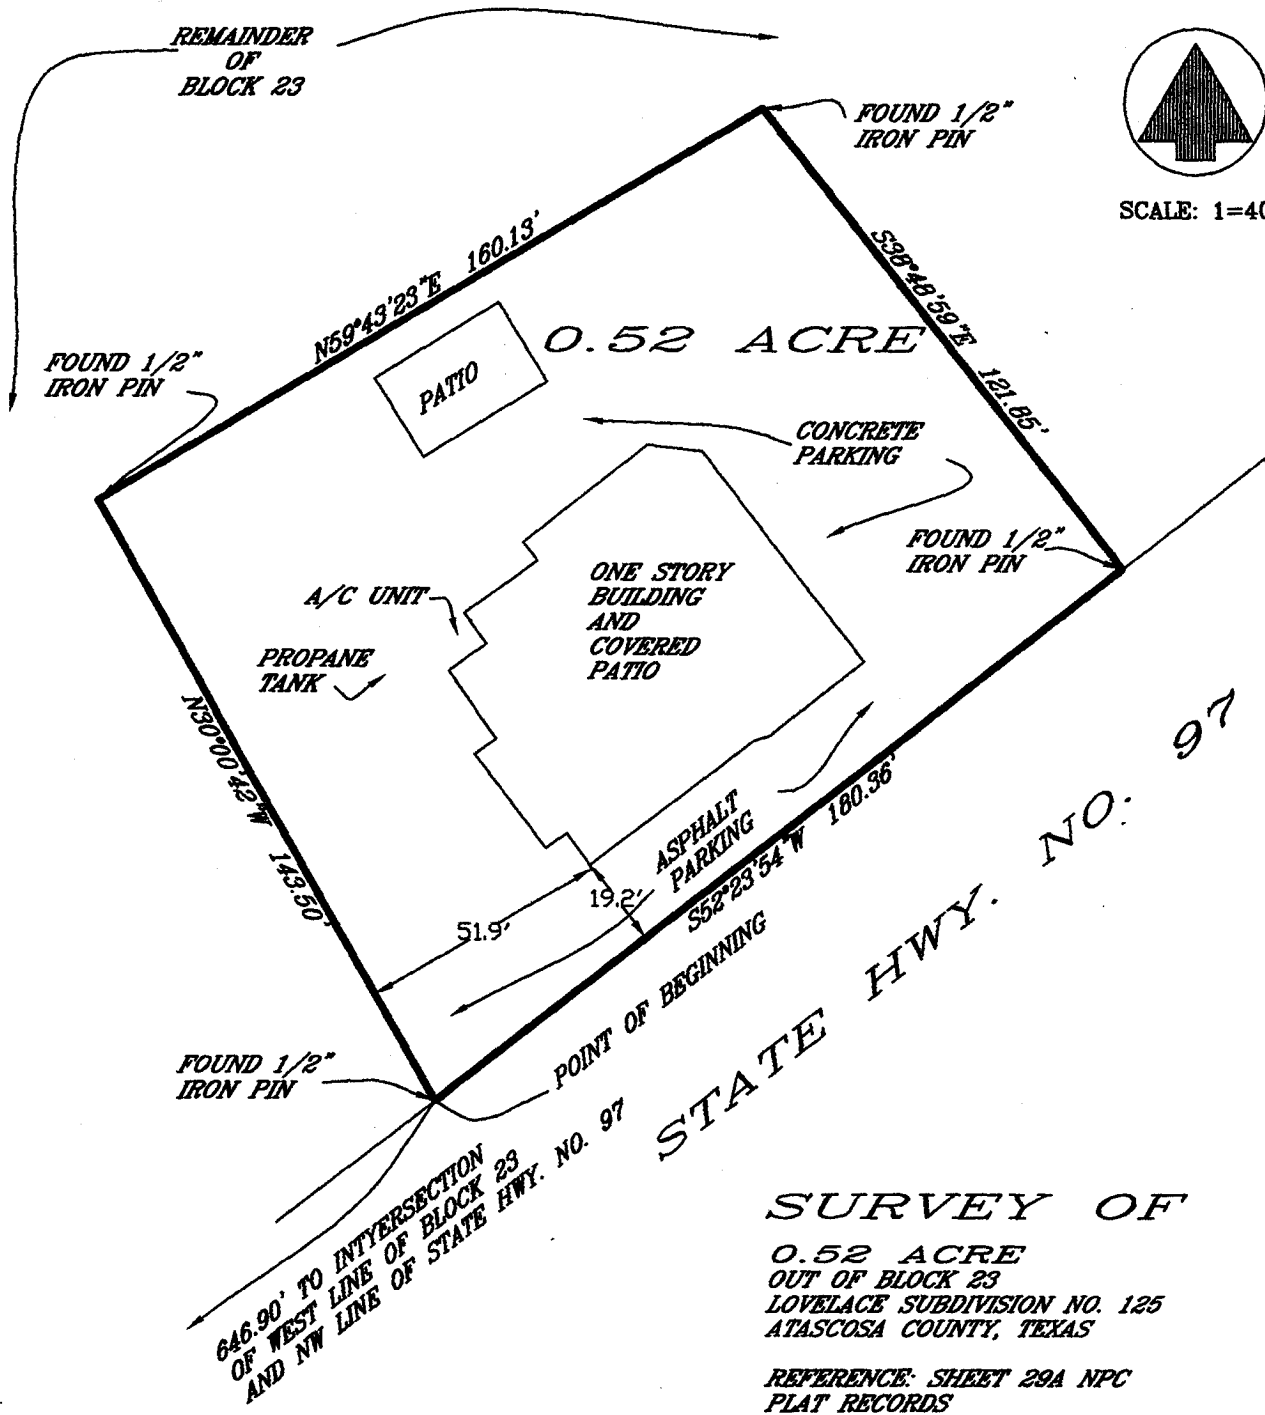 REMAINDER
OF
BLOCK 23
FOUND 1/2"
IRON PIN
SCALE: 1=40
N59°43'23"E 160.13'
S38°48'59"E 121.85'
0.52 ACRE
FOUND 1/2"
IRON PIN
PATIO
CONCRETE
PARKING
FOUND 1/2"
IRON PIN
ONE STORY
BUILDING
AND
COVERED
PATIO
A/C UNIT
PROPANE
TANK
N30°00'42"W 143.50'
ASPHALT
PARKING
51.9'
19.2'
S52°23'54"W 180.36'
POINT OF BEGINNING
STATE HWY. NO. 97
FOUND 1/2"
IRON PIN
646.90' TO INTYERSECTION
OF WEST LINE OF BLOCK 23
AND NW LINE OF STATE HWY. NO. 97
SURVEY OF
0.52 ACRE
OUT OF BLOCK 23
LOVELACE SUBDIVISION NO. 125
ATASCOSA COUNTY, TEXAS
REFERENCE: SHEET 29A NPC
PLAT RECORDS